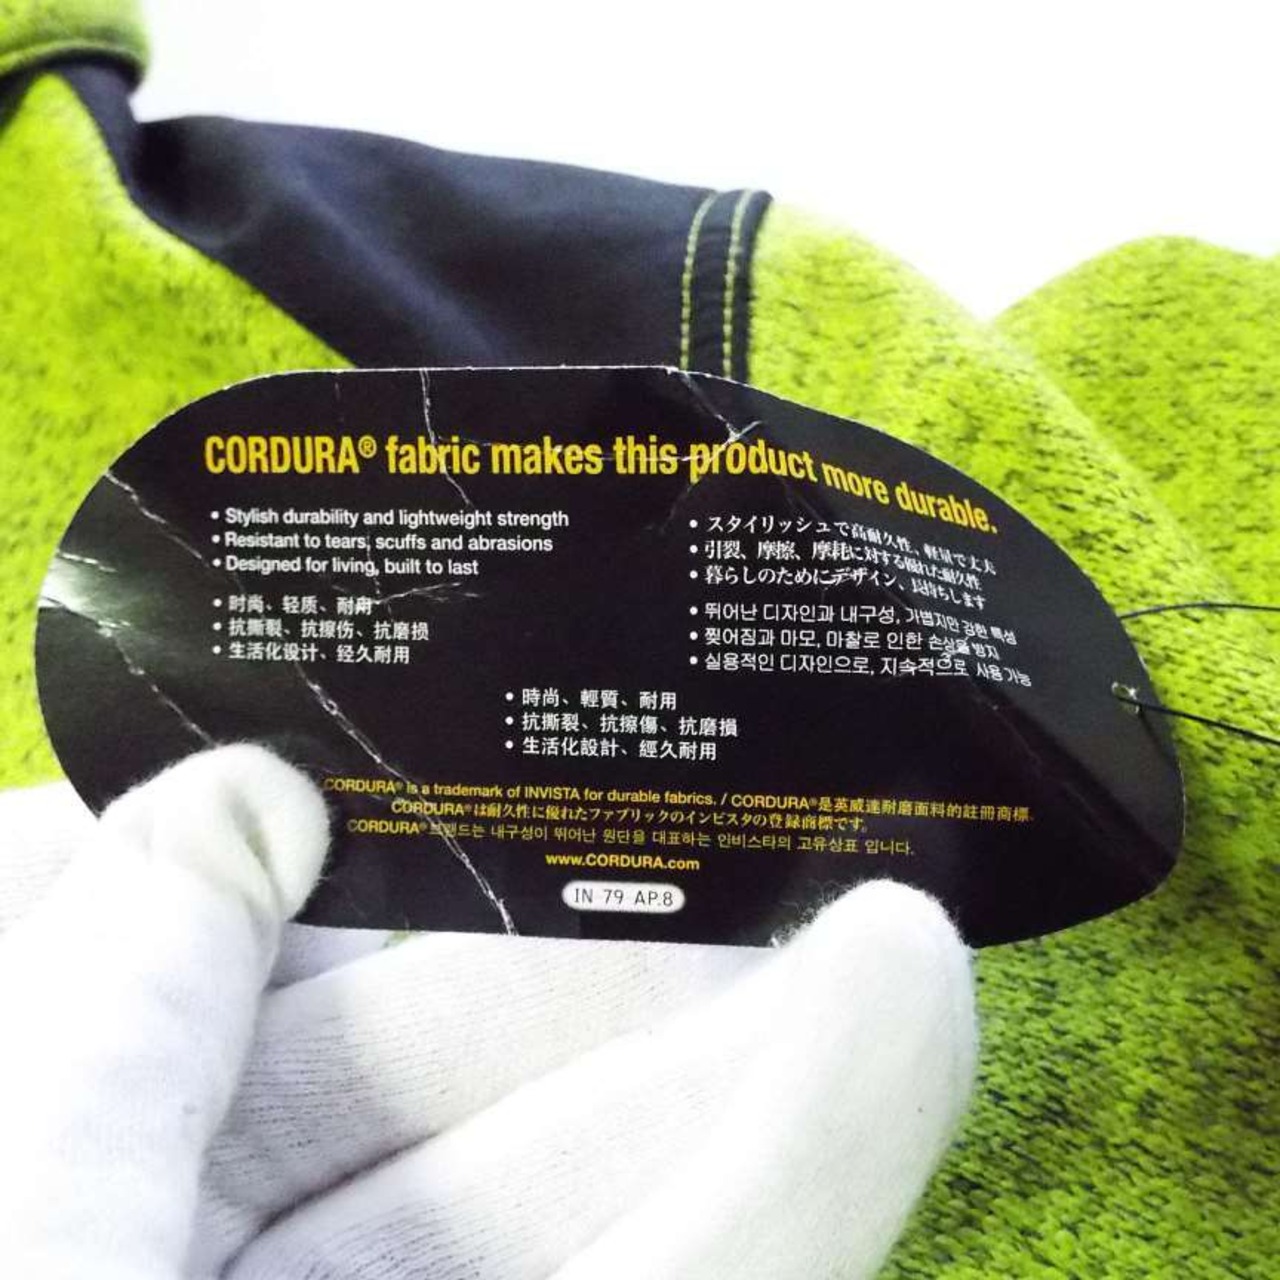 CORDURA® fabric makes this product more durable.
• Stylish durability and lightweight strength
• Resistant to tears, scuffs and abrasions
• Designed for living, built to last
• 时尚、轻质、耐用
• 抗撕裂、抗擦伤、抗磨损
• 生活化设计、经久耐用
• スタイリッシュで高耐久性、軽量で丈夫
• 引裂、摩擦、摩耗に対する優れた耐久性
• 暮らしのためにデザイン、長持ちします
• 뛰어난 디자인과 내구성, 가볍지만 강한 특성
• 찢어짐과 마모, 마찰로 인한 손상을 방지
• 실용적인 디자인으로, 지속적으로 사용 가능
• 時尚、輕質、耐用
• 抗撕裂、抗擦傷、抗磨損
• 生活化設計、經久耐用
CORDURA® is a trademark of INVISTA for durable fabrics. / CORDURA®是英威達耐磨面料的註冊商標.
CORDURA®は耐久性に優れたファブリックのインビスタの登録商標です。
CORDURA® 브랜드는 내구성이 뛰어난 원단을 대표하는 인비스타의 고유상표 입니다.
www.CORDURA.com
IN 79 AP.8